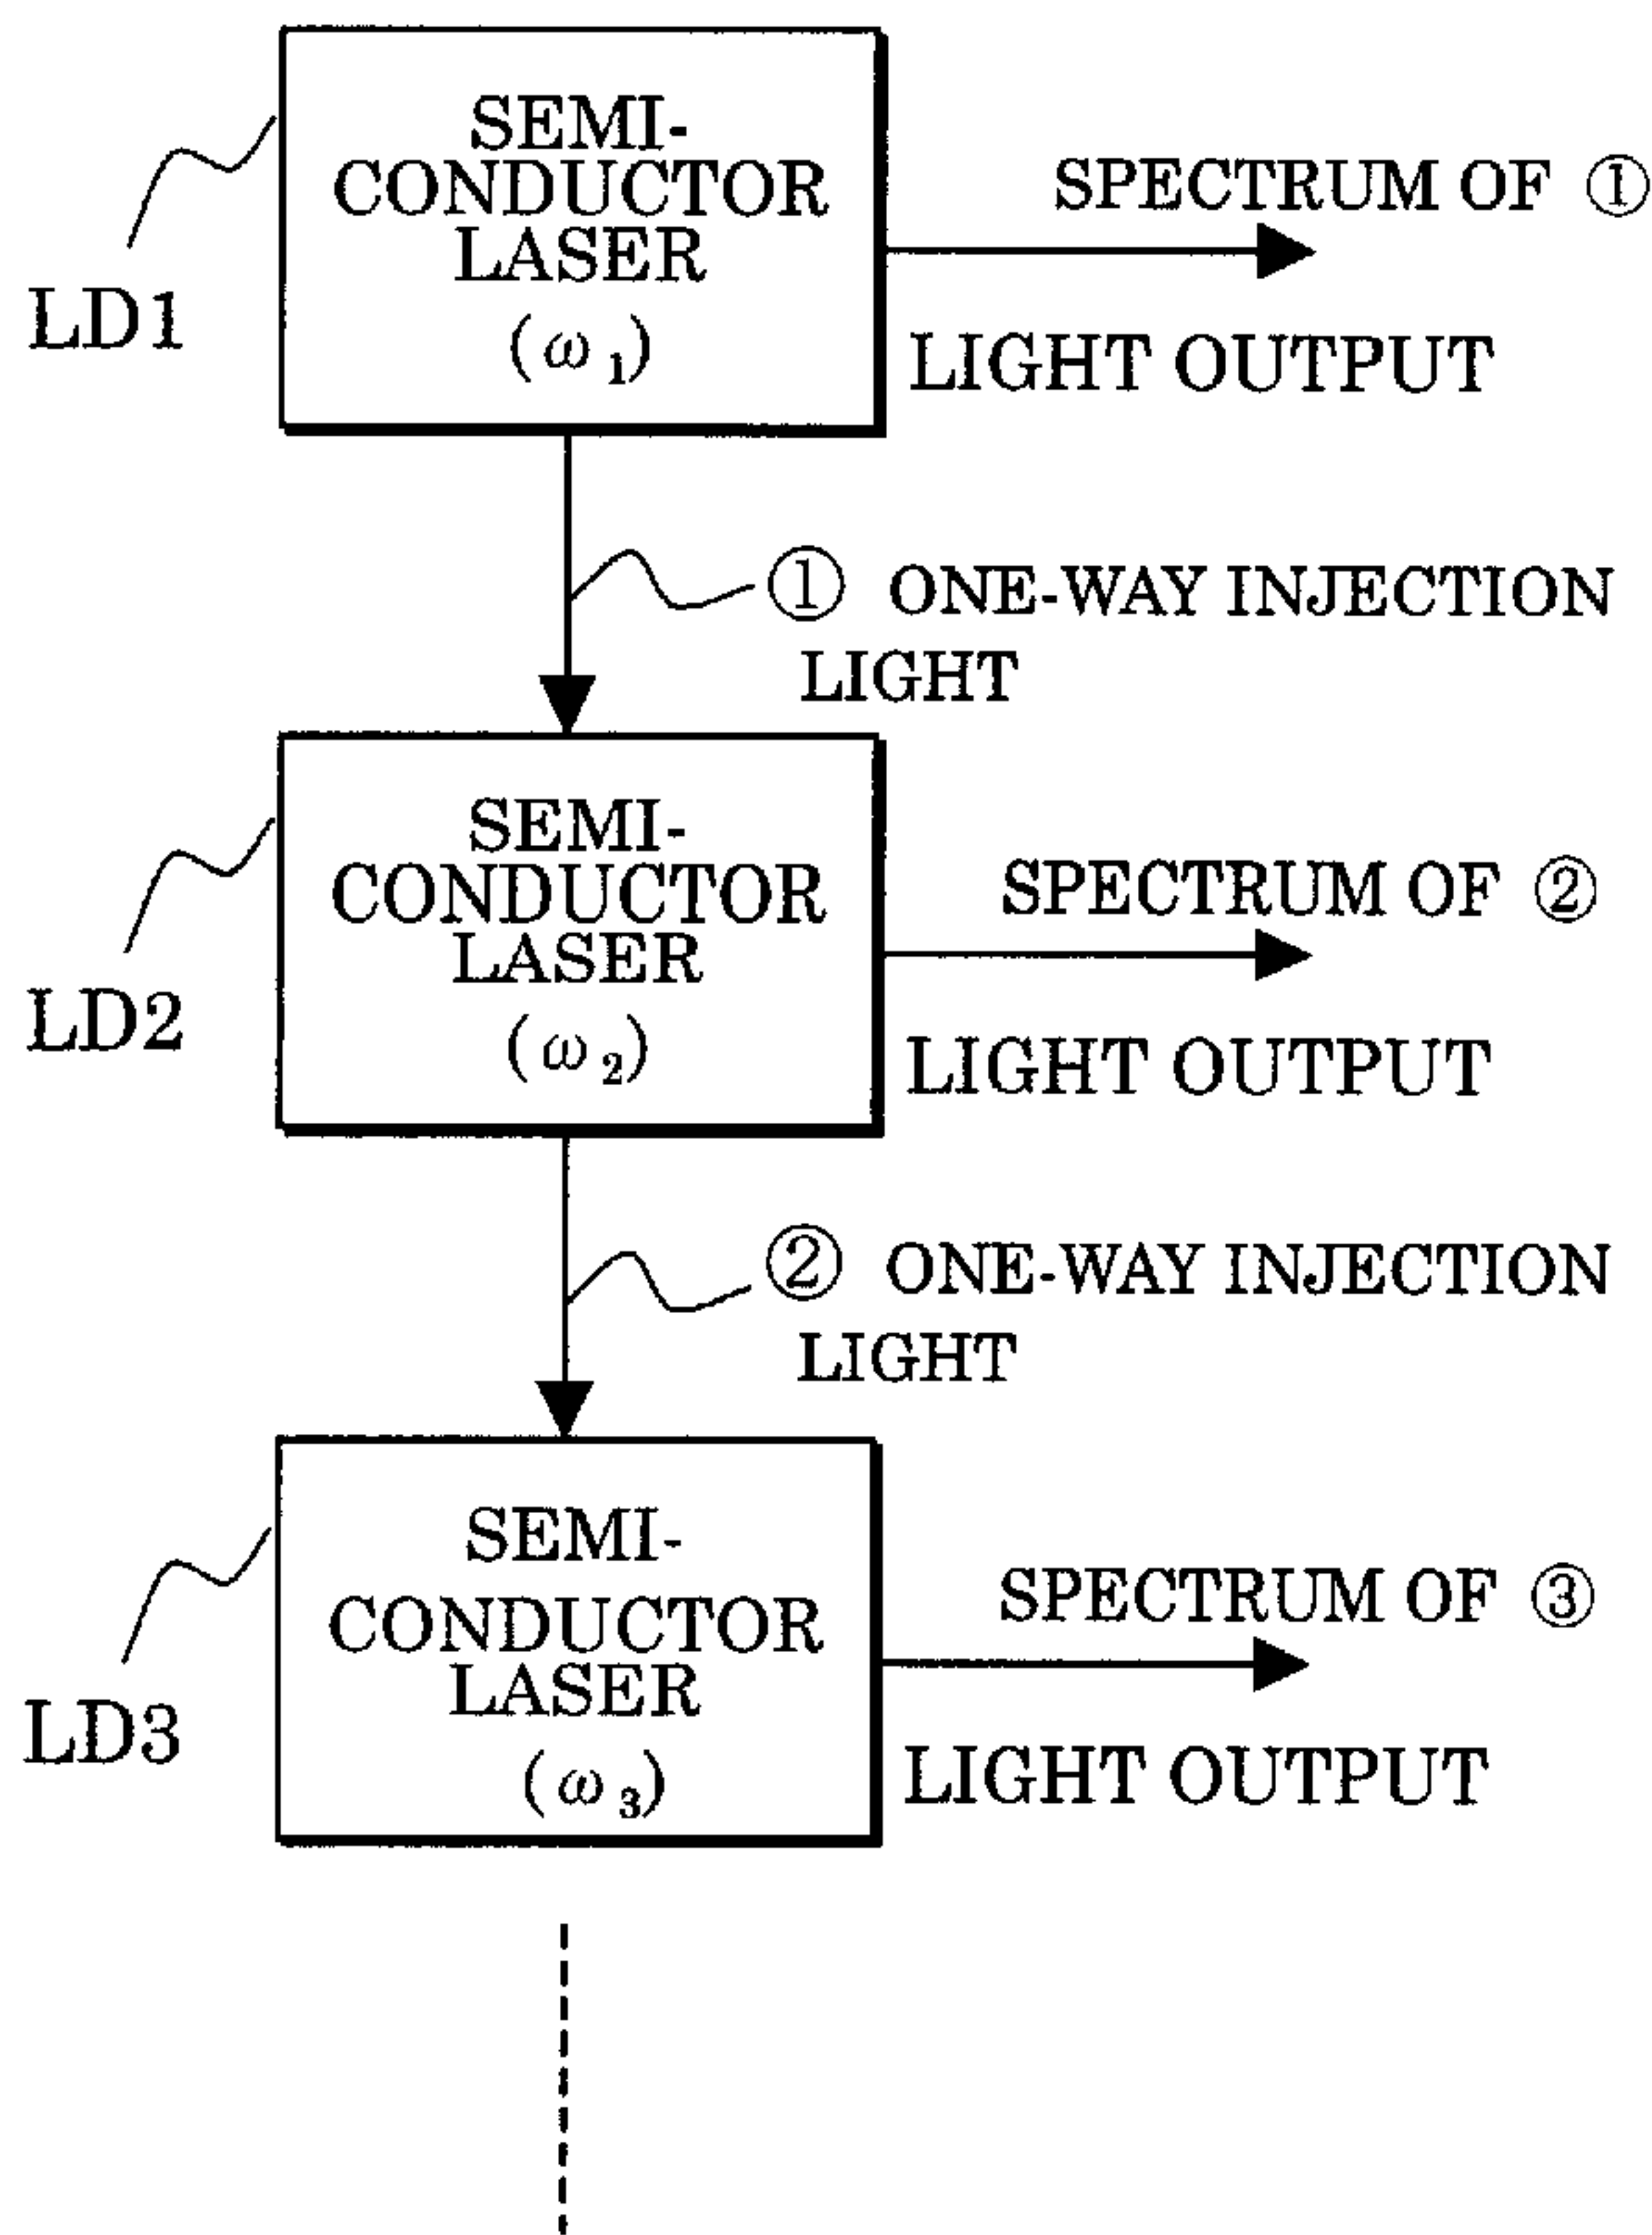 SEMI-
CONDUCTOR
LASER
(ω₁)
LD1
SPECTRUM OF ①
LIGHT OUTPUT
① ONE-WAY INJECTION
LIGHT
SEMI-
CONDUCTOR
LASER
(ω₂)
LD2
SPECTRUM OF ②
LIGHT OUTPUT
② ONE-WAY INJECTION
LIGHT
SEMI-
CONDUCTOR
LASER
(ω₃)
LD3
SPECTRUM OF ③
LIGHT OUTPUT